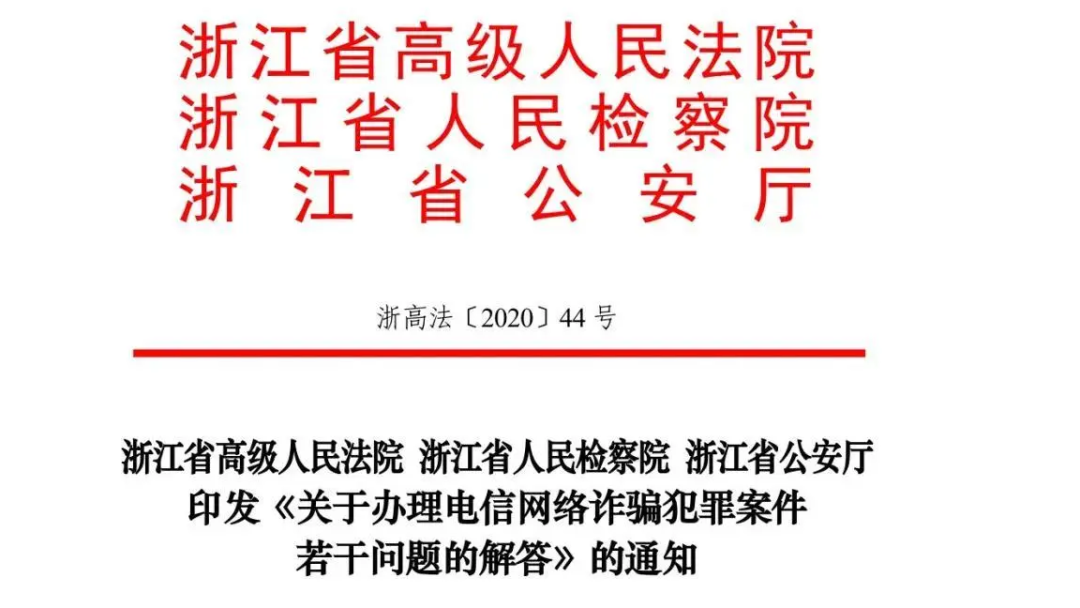 浙江省高级人民法院
浙江省人民检察院
浙江省公安厅
浙高法〔2020〕44 号
浙江省高级人民法院 浙江省人民检察院 浙江省公安厅
印发《关于办理电信网络诈骗犯罪案件
若干问题的解答》的通知